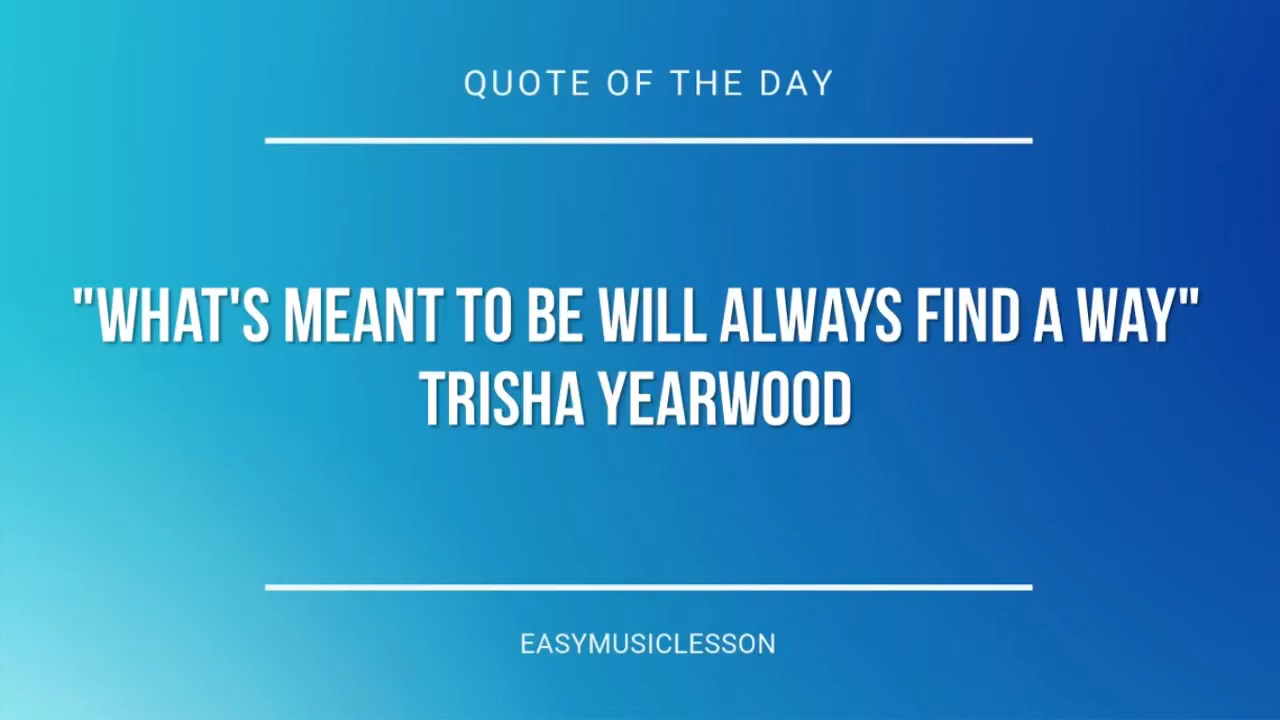 QUOTE OF THE DAY
"WHAT'S MEANT TO BE WILL ALWAYS FIND A WAY"
TRISHA YEARWOOD
EASYMUSICLESSON